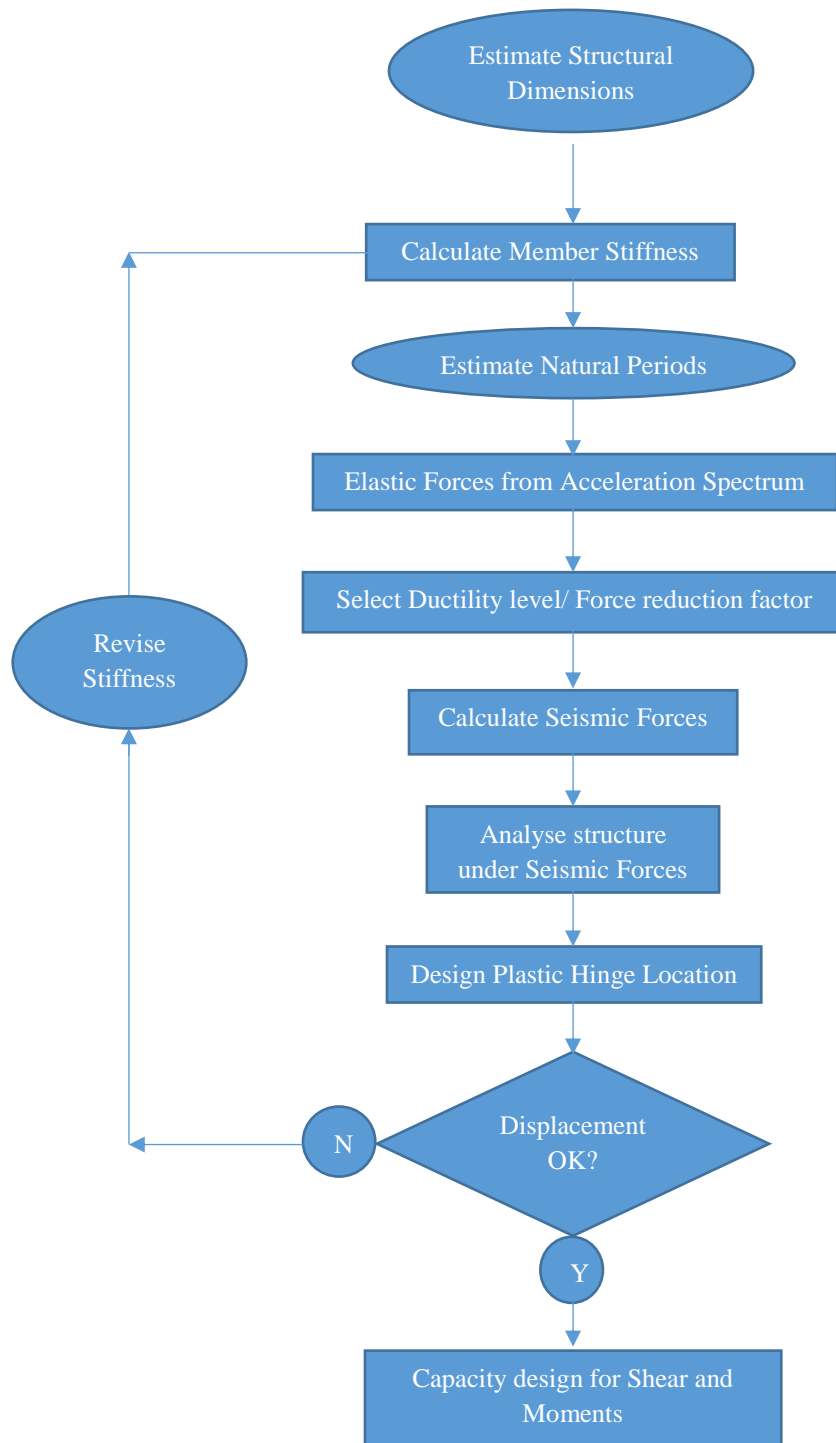 Estimate Structural
Dimensions
Calculate Member Stiffness
Estimate Natural Periods
Elastic Forces from Acceleration Spectrum
Select Ductility level/ Force reduction factor
Revise
Stiffness
Calculate Seismic Forces
Analyse structure
under Seismic Forces
Design Plastic Hinge Location
Displacement
OK?
N
Y
Capacity design for Shear and
Moments